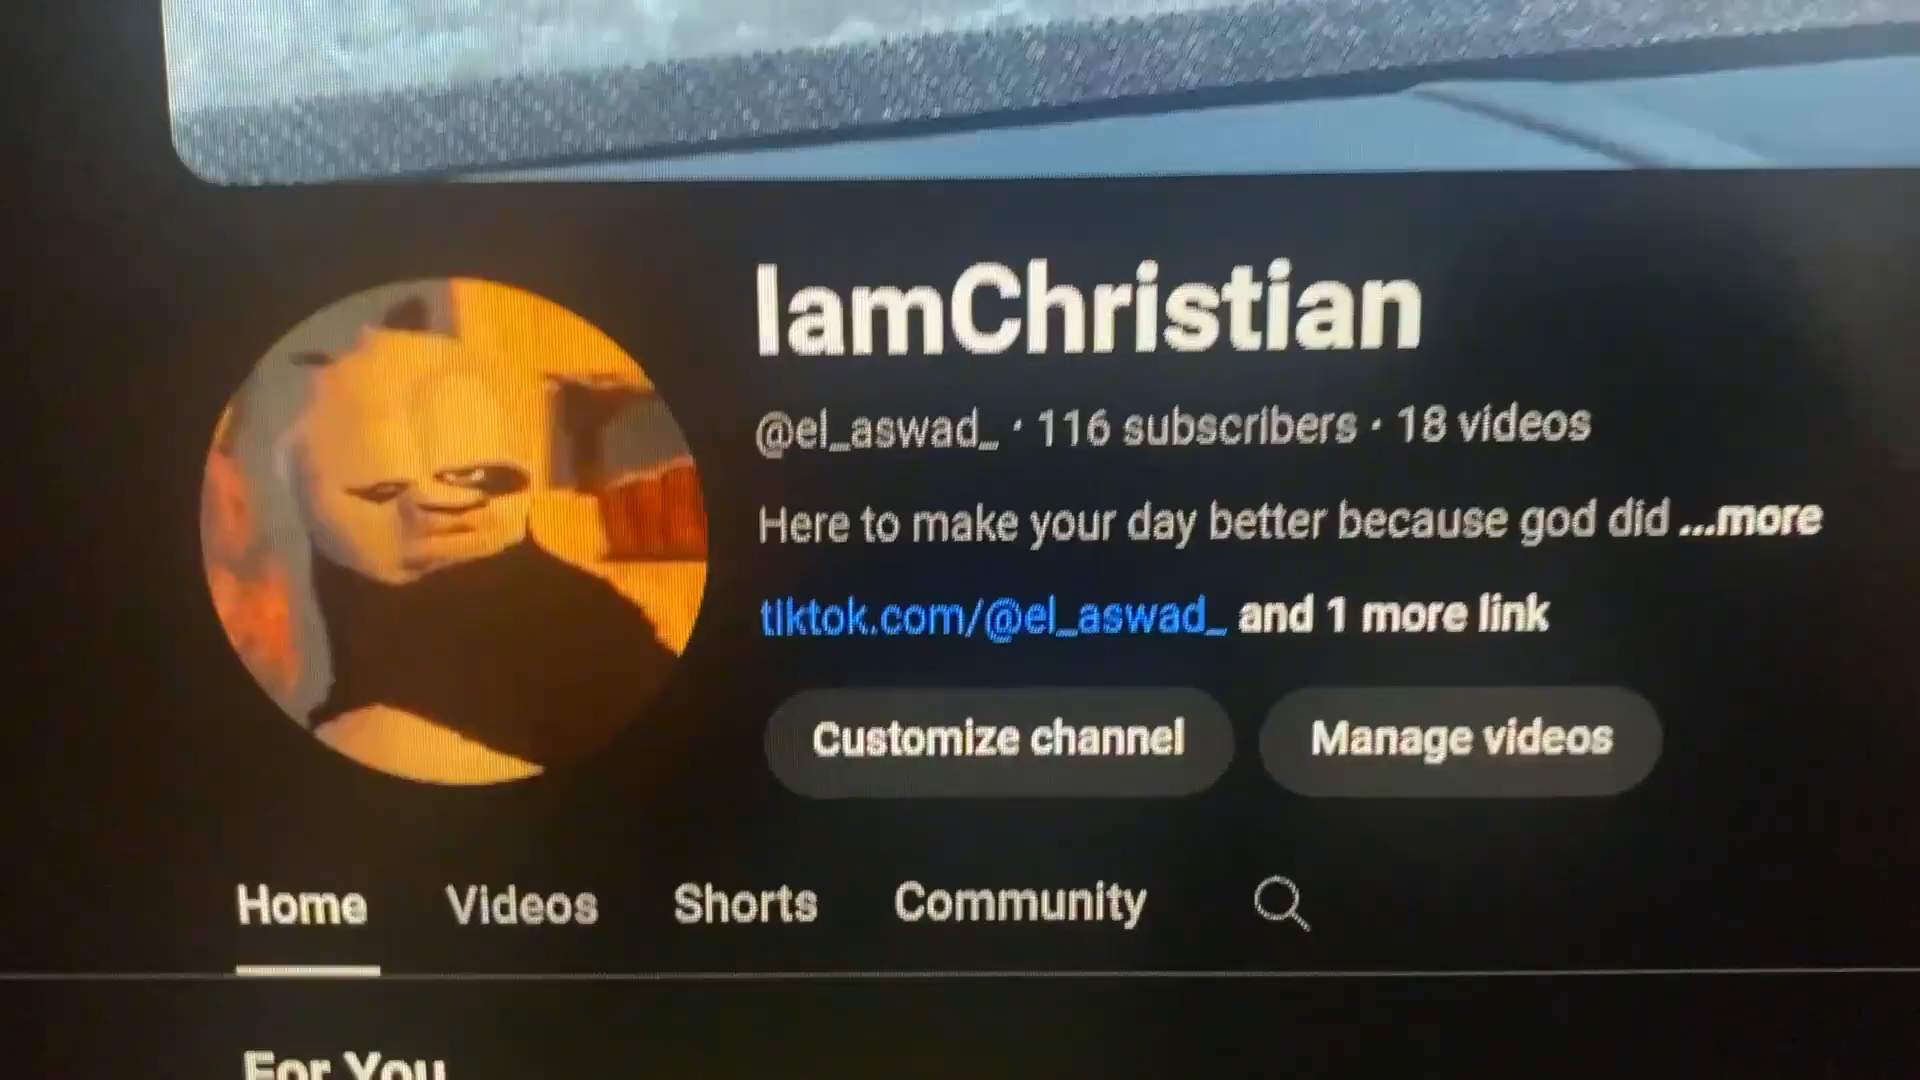 IamChristian
@el_aswad_ · 116 subscribers · 18 videos
Here to make your day better because god did ...more
tiktok.com/@el_aswad_ and 1 more link
Customize channel
Manage videos
Home Videos Shorts Community
For You